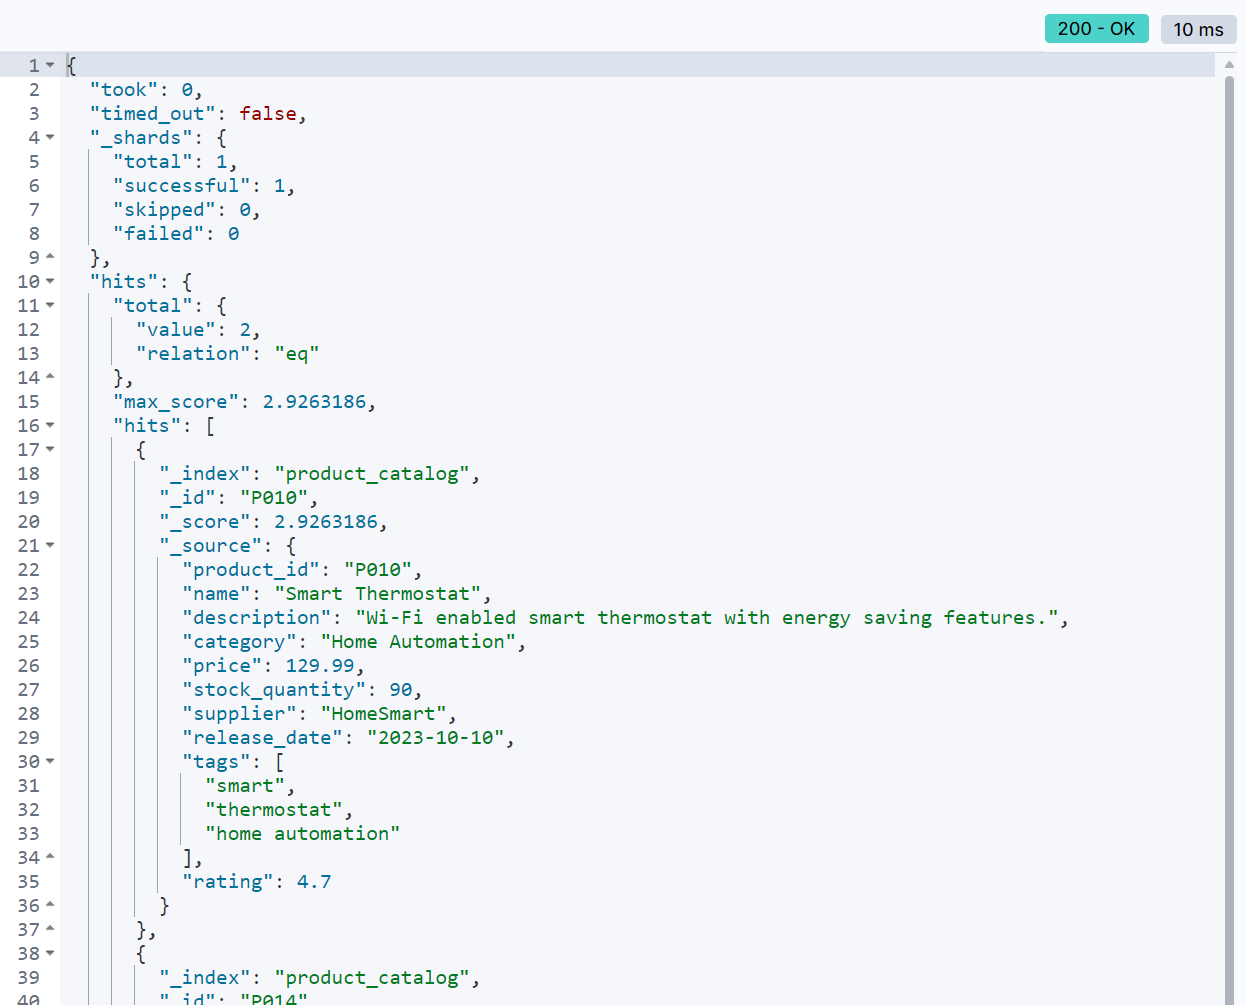 200 - OK 10 ms
1 {
2 "took": 0,
3 "timed_out": false,
4 "_shards": {
5 "total": 1,
6 "successful": 1,
7 "skipped": 0,
8 "failed": 0
9 },
10 "hits": {
11 "total": {
12 "value": 2,
13 "relation": "eq"
14 },
15 "max_score": 2.9263186,
16 "hits": [
17 {
18 "_index": "product_catalog",
19 "_id": "P010",
20 "_score": 2.9263186,
21 "_source": {
22 "product_id": "P010",
23 "name": "Smart Thermostat",
24 "description": "Wi-Fi enabled smart thermostat with energy saving features.",
25 "category": "Home Automation",
26 "price": 129.99,
27 "stock_quantity": 90,
28 "supplier": "HomeSmart",
29 "release_date": "2023-10-10",
30 "tags": [
31 "smart",
32 "thermostat",
33 "home automation"
34 ],
35 "rating": 4.7
36 }
37 },
38 {
39 "_index": "product_catalog",
40 "_id": "P014"